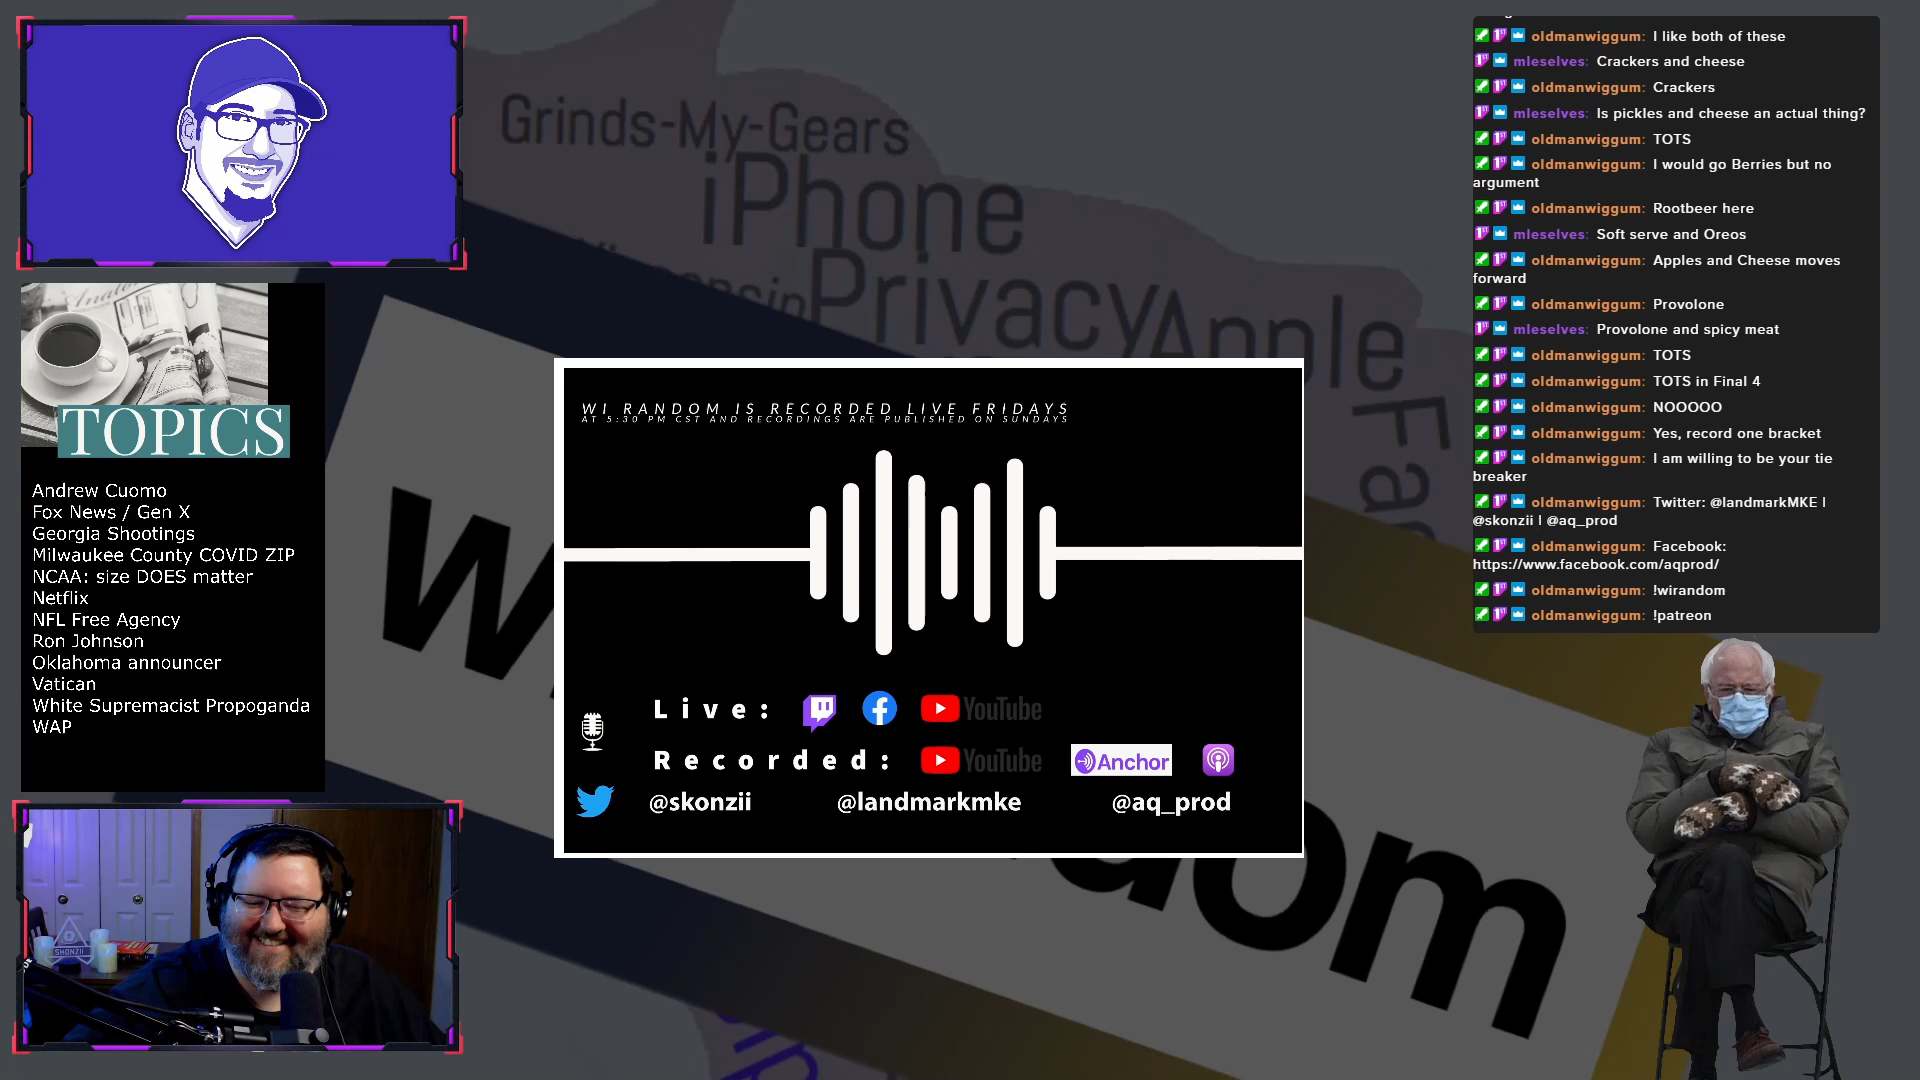 Grinds-My-Gears
iPhone
Privacy
Apple
TOPICS
Andrew Cuomo
Fox News / Gen X
Georgia Shootings
Milwaukee County COVID ZIP
NCAA: size DOES matter
Netflix
NFL Free Agency
Ron Johnson
Oklahoma announcer
Vatican
White Supremacist Propoganda
WAP
SKONZII
WI RANDOM IS RECORDED LIVE FRIDAYS
AT 5:30 PM CST AND RECORDINGS ARE PUBLISHED ON SUNDAYS
Live: YouTube
Recorded: YouTube Anchor
@skonzii @landmarkmke @aq_prod
oldmanwiggum: I like both of these
mleselves: Crackers and cheese
oldmanwiggum: Crackers
mleselves: Is pickles and cheese an actual thing?
oldmanwiggum: TOTS
oldmanwiggum: I would go Berries but no
argument
oldmanwiggum: Rootbeer here
mleselves: Soft serve and Oreos
oldmanwiggum: Apples and Cheese moves
forward
oldmanwiggum: Provolone
mleselves: Provolone and spicy meat
oldmanwiggum: TOTS
oldmanwiggum: TOTS in Final 4
oldmanwiggum: NOOOOO
oldmanwiggum: Yes, record one bracket
oldmanwiggum: I am willing to be your tie
breaker
oldmanwiggum: Twitter: @landmarkMKE |
@skonzii | @aq_prod
oldmanwiggum: Facebook:
https://www.facebook.com/aqprod/
oldmanwiggum: !wirandom
oldmanwiggum: !patreon